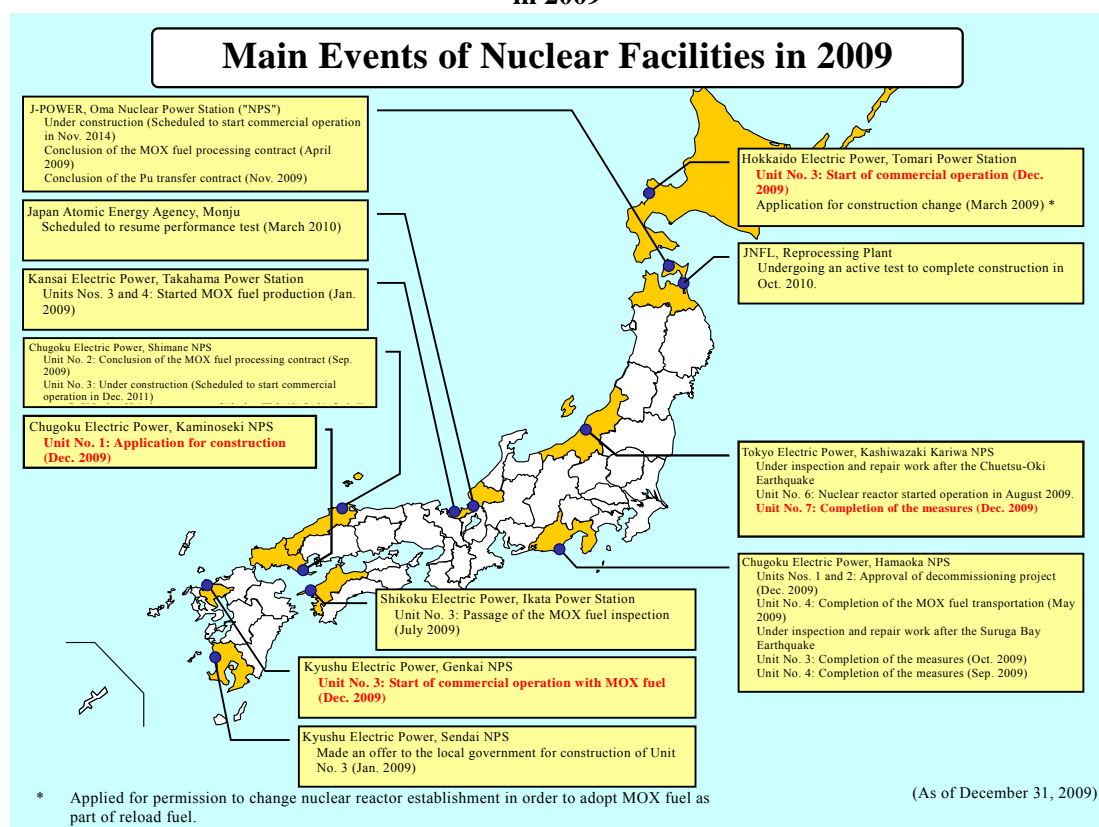 in 2009
Main Events of Nuclear Facilities in 2009
J-POWER, Oma Nuclear Power Station ("NPS")
Under construction (Scheduled to start commercial operation
in Nov. 2014)
Conclusion of the MOX fuel processing contract (April
2009)
Conclusion of the Pu transfer contract (Nov. 2009)
Japan Atomic Energy Agency, Monju
Scheduled to resume performance test (March 2010)
Kansai Electric Power, Takahama Power Station
Units Nos. 3 and 4: Started MOX fuel production (Jan.
2009)
Chugoku Electric Power, Shimane NPS
Unit No. 2: Conclusion of the MOX fuel processing contract (Sep.
2009)
Unit No. 3: Under construction (Scheduled to start commercial
operation in Dec. 2011)
Chugoku Electric Power, Kaminoseki NPS
Unit No. 1: Application for construction
(Dec. 2009)
Hokkaido Electric Power, Tomari Power Station
Unit No. 3: Start of commercial operation (Dec.
2009)
Application for construction change (March 2009) *
JNFL, Reprocessing Plant
Undergoing an active test to complete construction in
Oct. 2010.
Tokyo Electric Power, Kashiwazaki Kariwa NPS
Under inspection and repair work after the Chuetsu-Oki
Earthquake
Unit No. 6: Nuclear reactor started operation in August 2009.
Unit No. 7: Completion of the measures (Dec. 2009)
Chugoku Electric Power, Hamaoka NPS
Units Nos. 1 and 2: Approval of decommissioning project
(Dec. 2009)
Unit No. 4: Completion of the MOX fuel transportation (May
2009)
Under inspection and repair work after the Suruga Bay
Earthquake
Unit No. 3: Completion of the measures (Oct. 2009)
Unit No. 4: Completion of the measures (Sep. 2009)
Shikoku Electric Power, Ikata Power Station
Unit No. 3: Passage of the MOX fuel inspection
(July 2009)
Kyushu Electric Power, Genkai NPS
Unit No. 3: Start of commercial operation with MOX fuel
(Dec. 2009)
Kyushu Electric Power, Sendai NPS
Made an offer to the local government for construction of Unit
No. 3 (Jan. 2009)
* Applied for permission to change nuclear reactor establishment in order to adopt MOX fuel as
part of reload fuel.
(As of December 31, 2009)